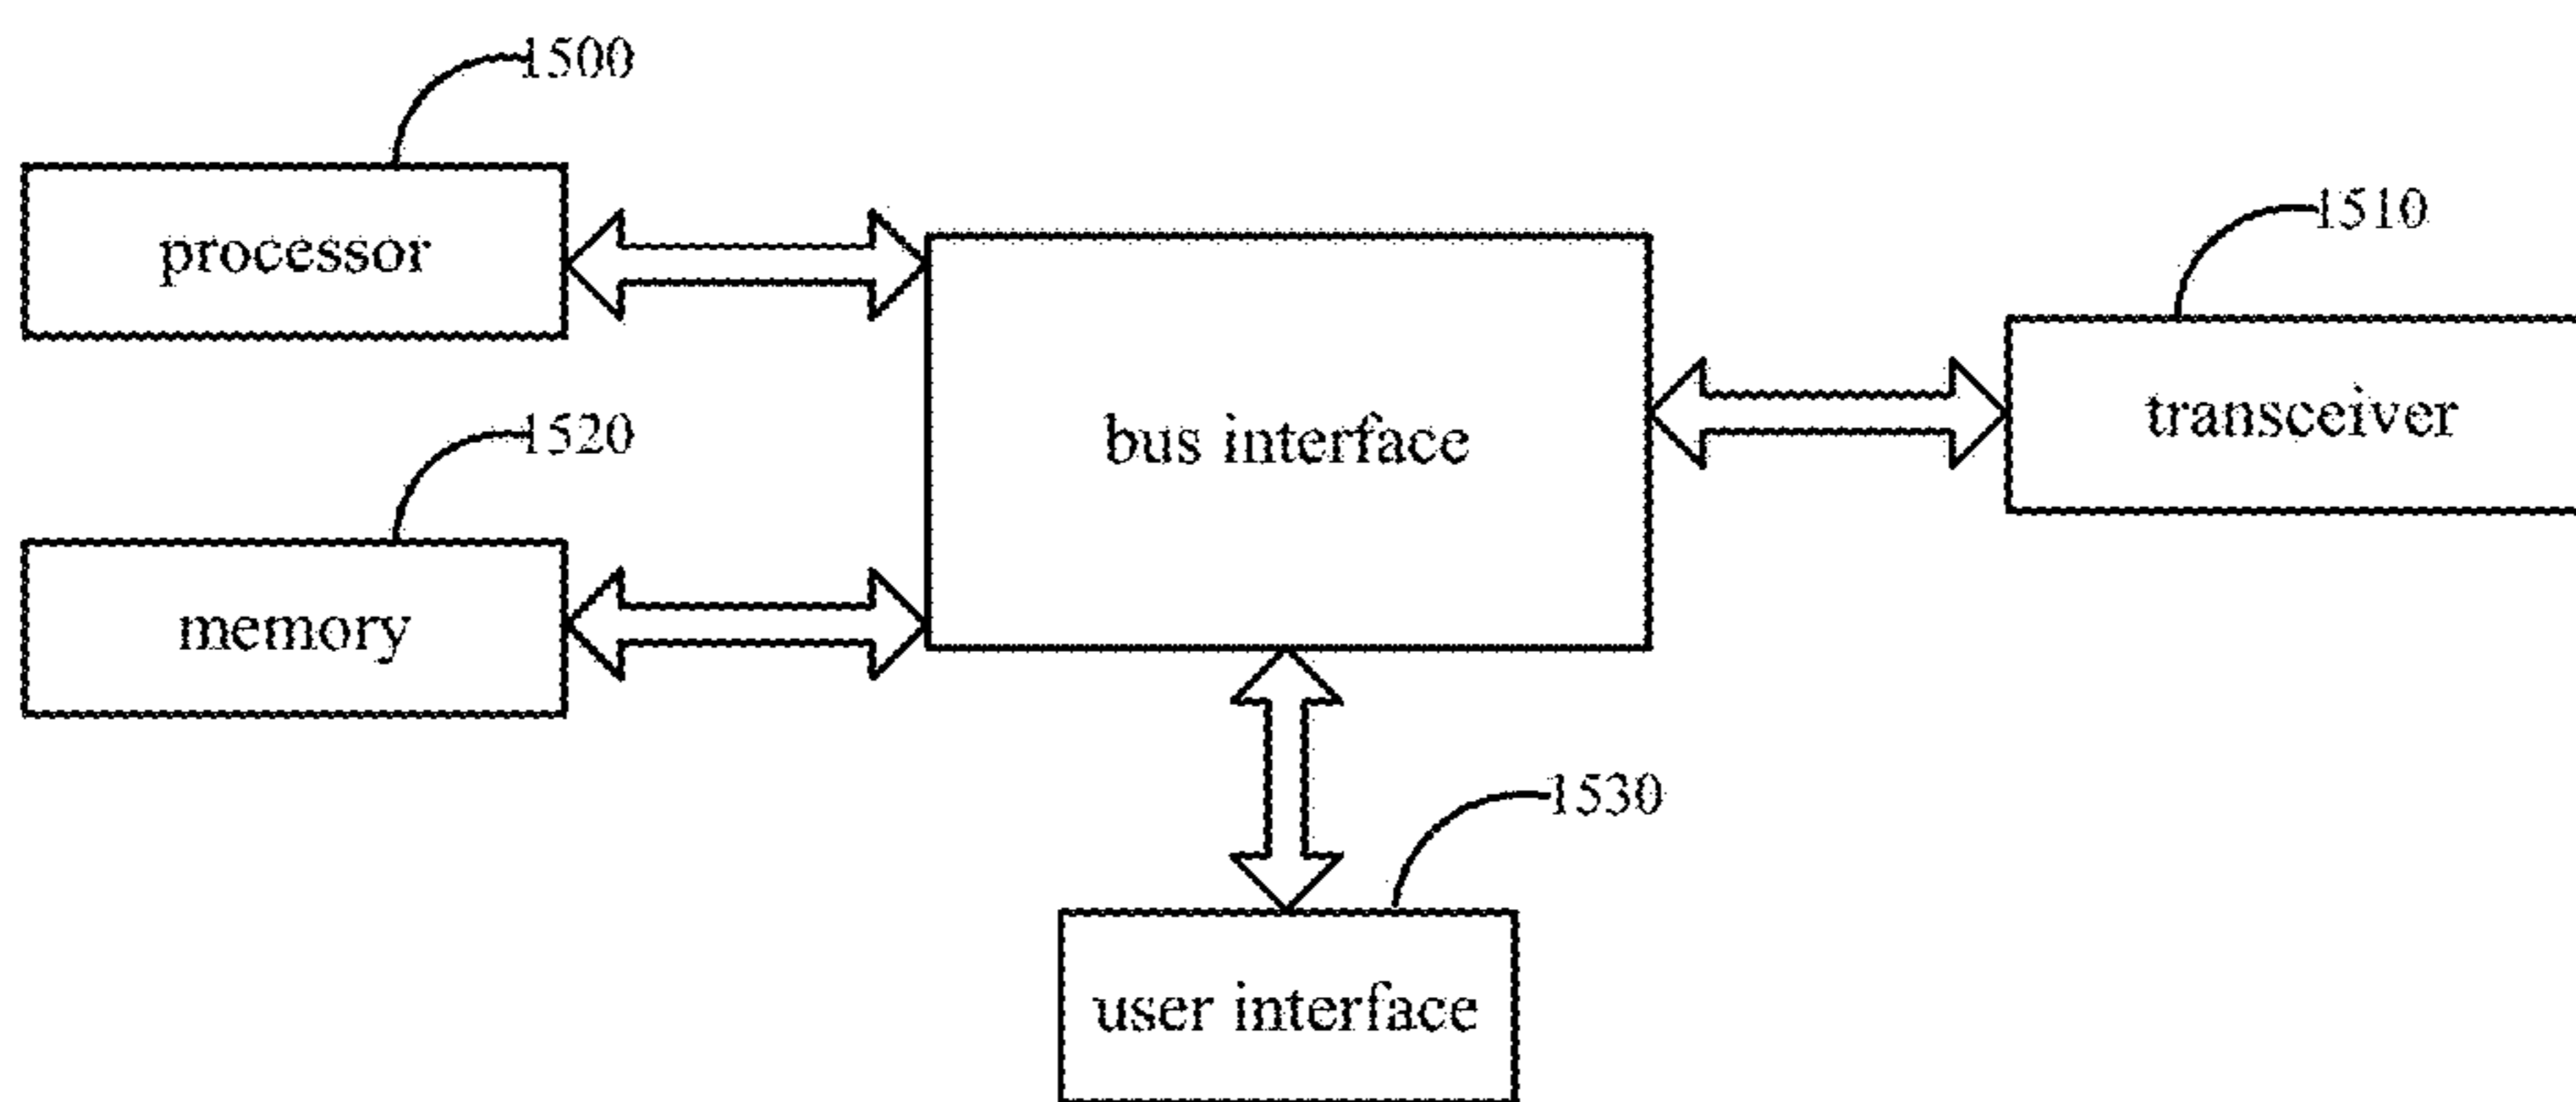 1500
processor
1510
bus interface
transceiver
1520
memory
1530
user interface